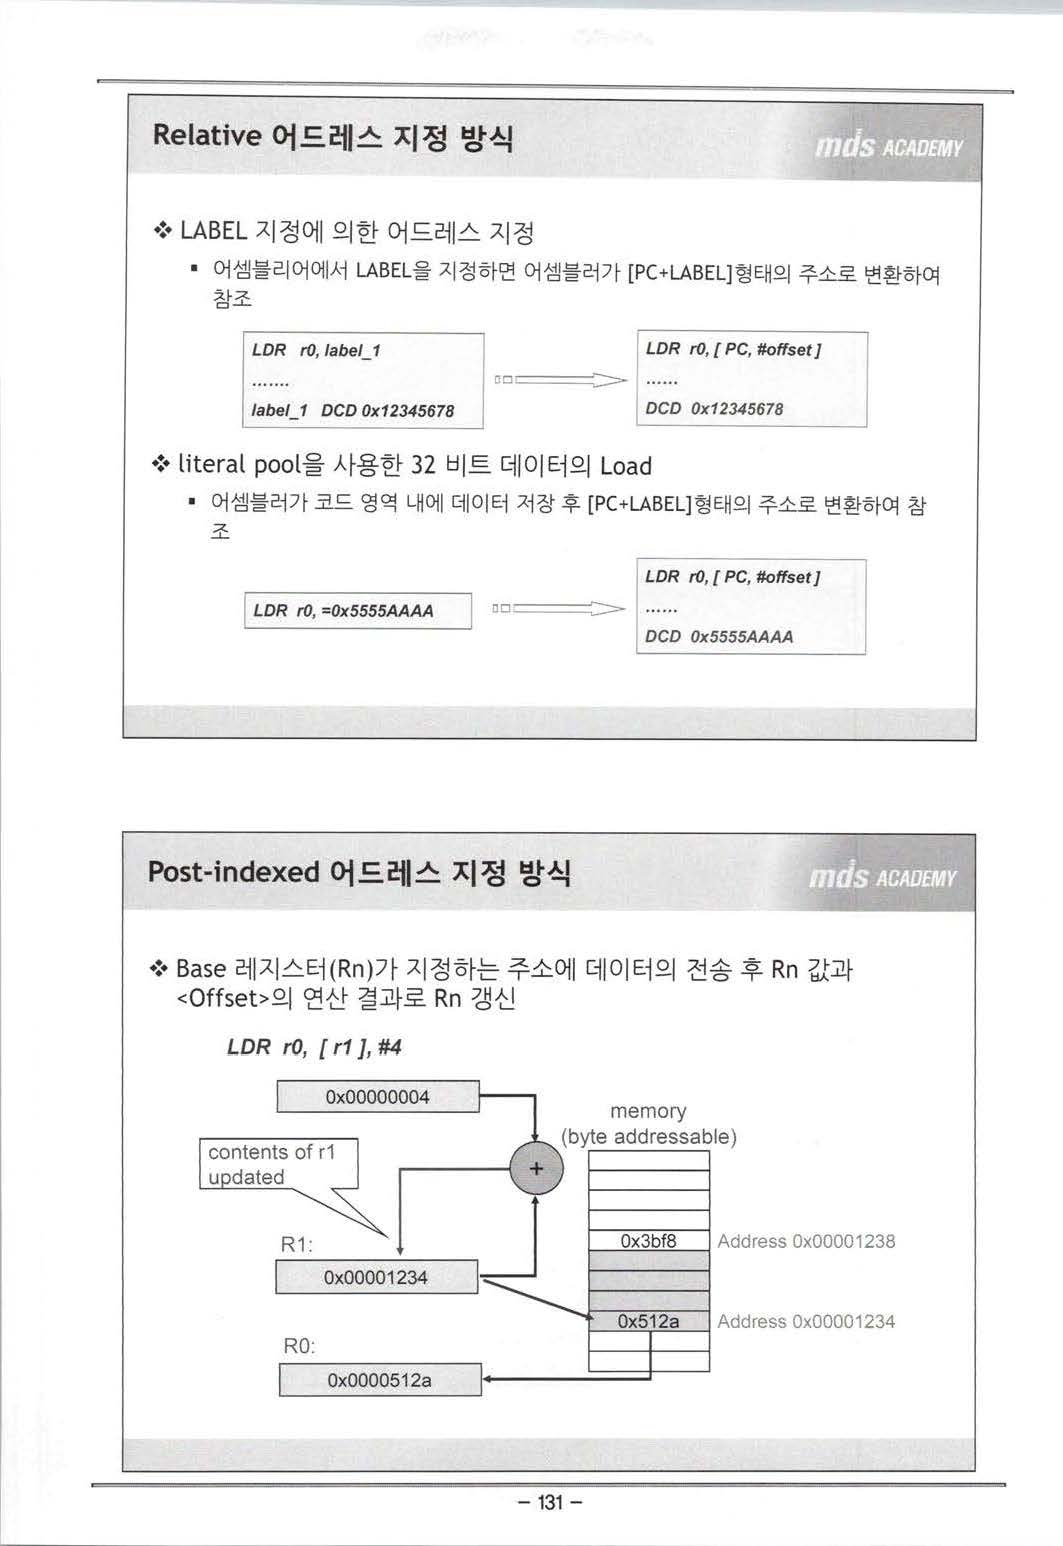 Relative 어드레스 지정 방식
mds ACADEMY
❖ LABEL 지정에 의한 어드레스 지정
▪ 어셈블리어에서 LABEL을 지정하면 어셈블러가 [PC+LABEL]형태의 주소로 변환하여
참조
LDR r0, label_1
.......
label_1 DCD 0x12345678
LDR r0, [ PC, #offset ]
......
DCD 0x12345678
❖ literal pool을 사용한 32 비트 데이터의 Load
▪ 어셈블러가 코드 영역 내에 데이터 저장 후 [PC+LABEL]형태의 주소로 변환하여 참
조
LDR r0, =0x5555AAAA
LDR r0, [ PC, #offset ]
......
DCD 0x5555AAAA
Post-indexed 어드레스 지정 방식
mds ACADEMY
❖ Base 레지스터(Rn)가 지정하는 주소에 데이터의 전송 후 Rn 값과
<Offset>의 연산 결과로 Rn 갱신
LDR r0, [ r1 ], #4
0x00000004
memory
(byte addressable)
contents of r1
updated
+
R1:
0x3bf8 Address 0x00001238
0x00001234
0x512a Address 0x00001234
R0:
0x0000512a
- 131 -